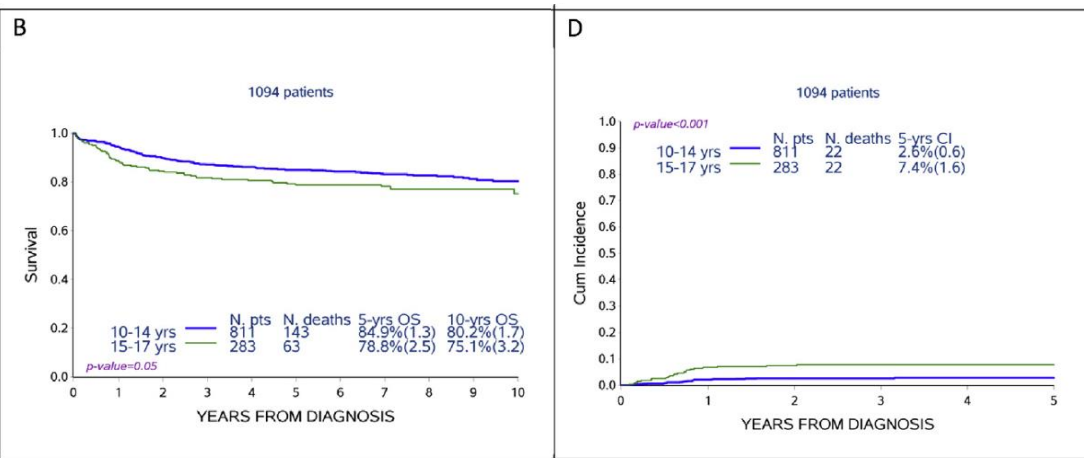 B
1094 patients
1.0
0.8
0.6
0.4
0.2
0.0
Survival
N. pts N. deaths 5-yrs OS 10-yrs OS
10-14 yrs 811 143 84.9%(1.3) 80.2%(1.7)
15-17 yrs 283 63 78.8%(2.5) 75.1%(3.2)
p-value=0.05
0 1 2 3 4 5 6 7 8 9 10
YEARS FROM DIAGNOSIS
D
1094 patients
1.0
0.9
0.8
0.7
0.6
0.5
0.4
0.3
0.2
0.1
0.0
Cum Incidence
p-value<0.001
N. pts N. deaths 5-yrs CI
10-14 yrs 811 22 2.6%(0.6)
15-17 yrs 283 22 7.4%(1.6)
0 1 2 3 4 5
YEARS FROM DIAGNOSIS